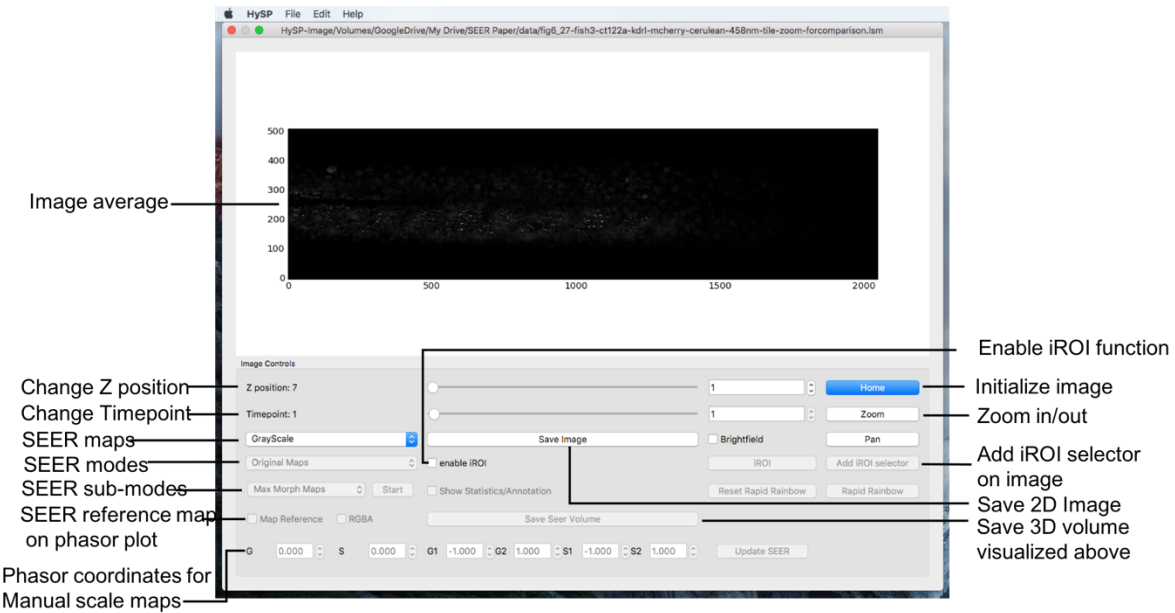 HySP File Edit Help
HySP-Image/Volumes/GoogleDrive/My Drive/SEER Paper/data/fig6_27-fish3-ct122a-kdrl-mcherry-cerulean-458nm-tile-zoom-forcomparison.lsm
500
400
300
200
100
0
0 500 1000 1500 2000
Image average
Image Controls
Z position: 7 1 Home
Timepoint: 1 1 Zoom
GrayScale Save Image Brightfield Pan
Original Maps enable iROI iROI Add iROI selector
Max Morph Maps Start Show Statistics/Annotation Reset Rapid Rainbow Rapid Rainbow
Map Reference RGBA Save Seer Volume
G 0.000 S 0.000 G1 -1.000 G2 1.000 S1 -1.000 S2 1.000 Update SEER
Change Z position
Change Timepoint
SEER maps
SEER modes
SEER sub-modes
SEER reference map
on phasor plot
Phasor coordinates for
Manual scale maps
Enable iROI function
Initialize image
Zoom in/out
Add iROI selector
on image
Save 2D Image
Save 3D volume
visualized above